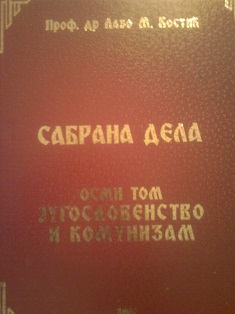 Проф. др Лазо М. Костић
САБРАНА ДЕЛА
ОСМИ ТОМ
ЈУГОСЛОВЕНСТВО
И КОМУНИЗАМ